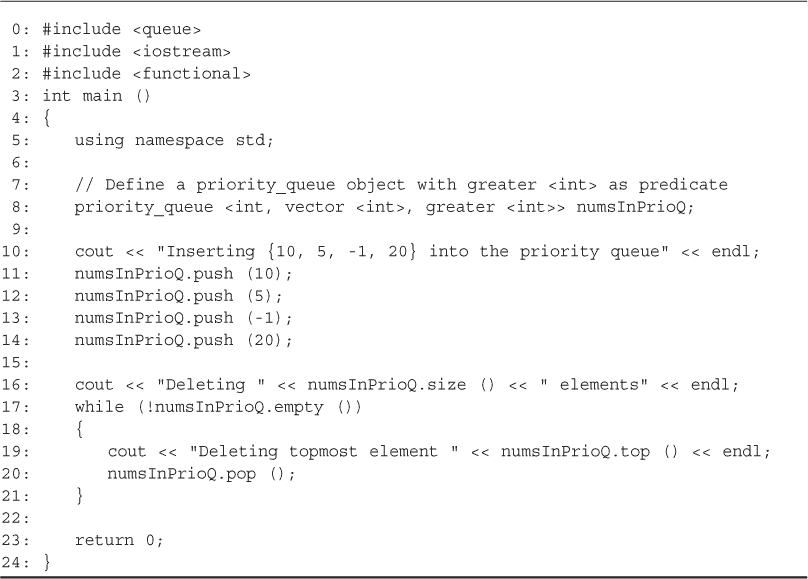 0: #include <queue>
1: #include <iostream>
2: #include <functional>
3: int main ()
4: {
5:    using namespace std;
6:
7:    // Define a priority_queue object with greater <int> as predicate
8:    priority_queue <int, vector <int>, greater <int>> numsInPrioQ;
9:
10:    cout << "Inserting {10, 5, -1, 20} into the priority queue" << endl;
11:    numsInPrioQ.push (10);
12:    numsInPrioQ.push (5);
13:    numsInPrioQ.push (-1);
14:    numsInPrioQ.push (20);
15:
16:    cout << "Deleting " << numsInPrioQ.size () << " elements" << endl;
17:    while (!numsInPrioQ.empty ())
18:    {
19:       cout << "Deleting topmost element " << numsInPrioQ.top () << endl;
20:       numsInPrioQ.pop ();
21:    }
22:
23:    return 0;
24: }